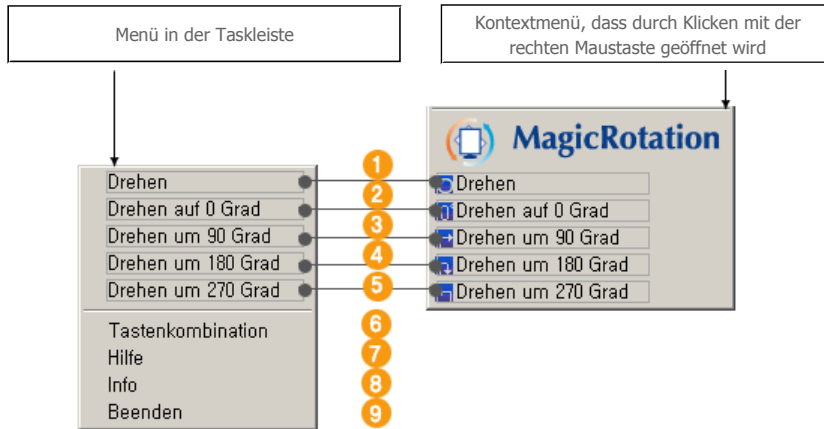 Menü in der Taskleiste
Kontextmenü, dass durch Klicken mit der
rechten Maustaste geöffnet wird
MagicRotation
Drehen
Drehen auf 0 Grad
Drehen um 90 Grad
Drehen um 180 Grad
Drehen um 270 Grad
Tastenkombination
Hilfe
Info
Beenden
1
2
3
4
5
6
7
8
9
Drehen
Drehen auf 0 Grad
Drehen um 90 Grad
Drehen um 180 Grad
Drehen um 270 Grad